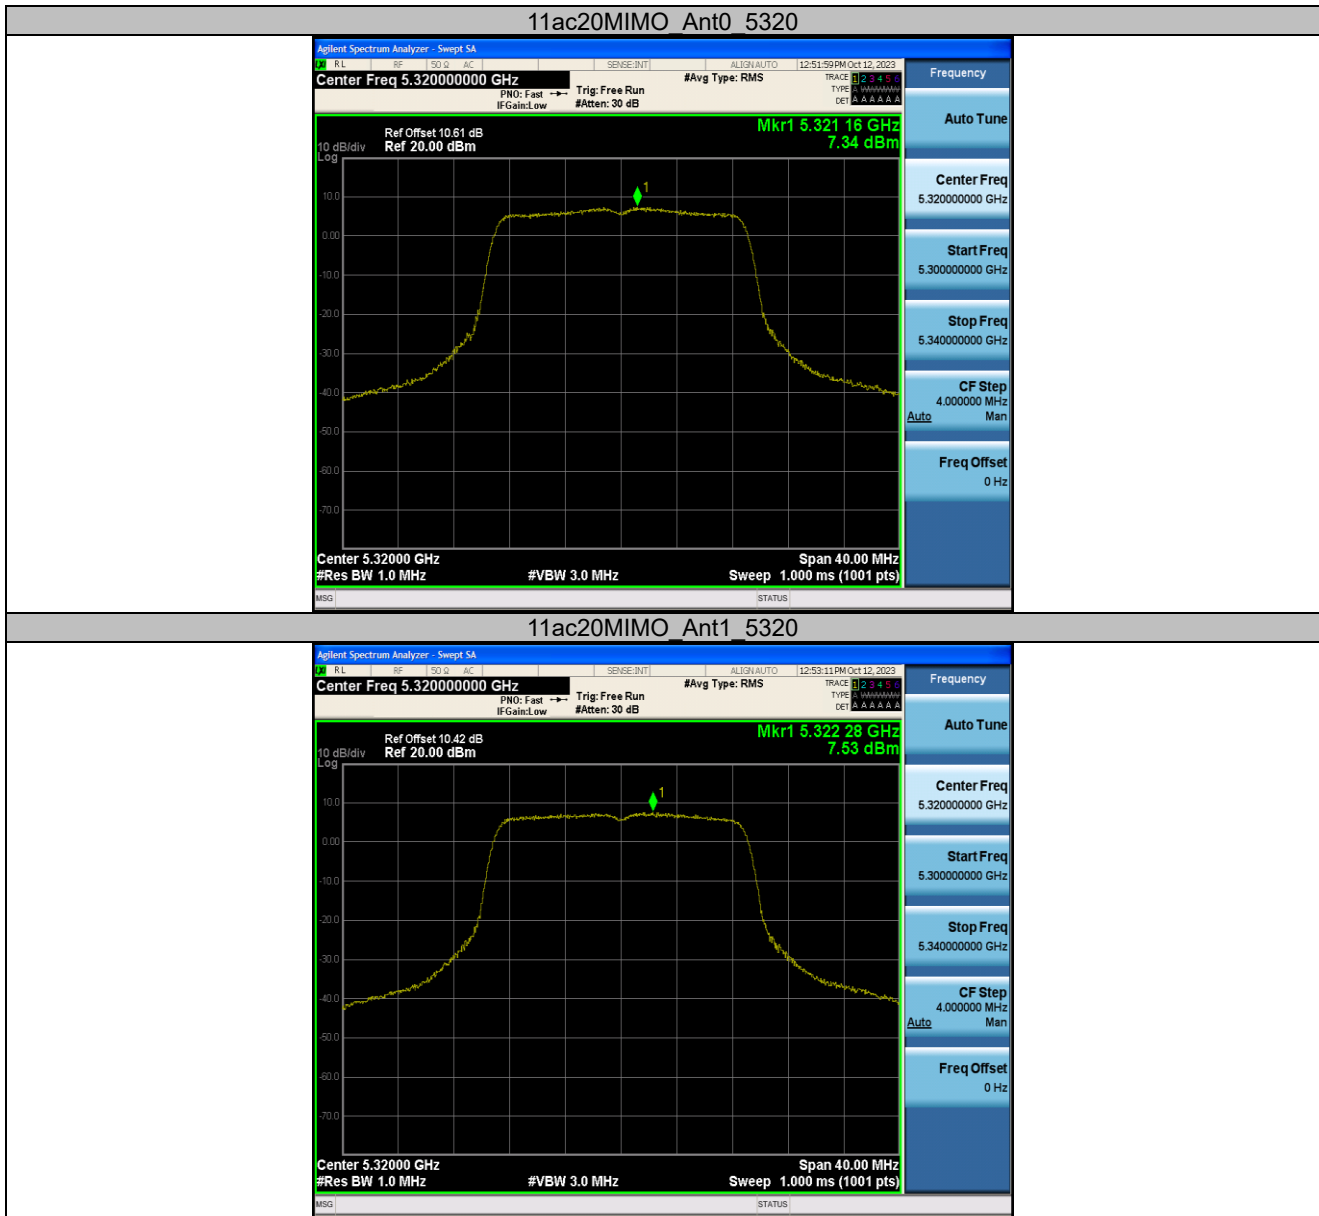 11ac20MIMO_Ant0_5320
Agilent Spectrum Analyzer - Swept SA
RL RF 50 Ω AC SENSE:INT ALIGNAUTO 12:51:59PM Oct 12, 2023
Center Freq 5.320000000 GHz
PNO: Fast
IFGain:Low
Trig: Free Run
#Atten: 30 dB
#Avg Type: RMS
TRACE 1 2 3 4 5 6
TYPE A
DET A A A A A A
Frequency
Ref Offset 10.61 dB
10 dB/div Ref 20.00 dBm
Log
Mkr1 5.321 16 GHz
7.34 dBm
1
10.0
0.00
-10.0
-20.0
-30.0
-40.0
-50.0
-60.0
-70.0
Center 5.32000 GHz Span 40.00 MHz
#Res BW 1.0 MHz #VBW 3.0 MHz Sweep 1.000 ms (1001 pts)
MSG STATUS
Auto Tune
Center Freq
5.320000000 GHz
Start Freq
5.300000000 GHz
Stop Freq
5.340000000 GHz
CF Step
4.000000 MHz
Auto Man
Freq Offset
0 Hz
11ac20MIMO_Ant1_5320
Agilent Spectrum Analyzer - Swept SA
RL RF 50 Ω AC SENSE:INT ALIGNAUTO 12:53:11PM Oct 12, 2023
Center Freq 5.320000000 GHz
PNO: Fast
IFGain:Low
Trig: Free Run
#Atten: 30 dB
#Avg Type: RMS
TRACE 1 2 3 4 5 6
TYPE A
DET A A A A A A
Frequency
Ref Offset 10.42 dB
10 dB/div Ref 20.00 dBm
Log
Mkr1 5.322 28 GHz
7.53 dBm
1
10.0
0.00
-10.0
-20.0
-30.0
-40.0
-50.0
-60.0
-70.0
Center 5.32000 GHz Span 40.00 MHz
#Res BW 1.0 MHz #VBW 3.0 MHz Sweep 1.000 ms (1001 pts)
MSG STATUS
Auto Tune
Center Freq
5.320000000 GHz
Start Freq
5.300000000 GHz
Stop Freq
5.340000000 GHz
CF Step
4.000000 MHz
Auto Man
Freq Offset
0 Hz